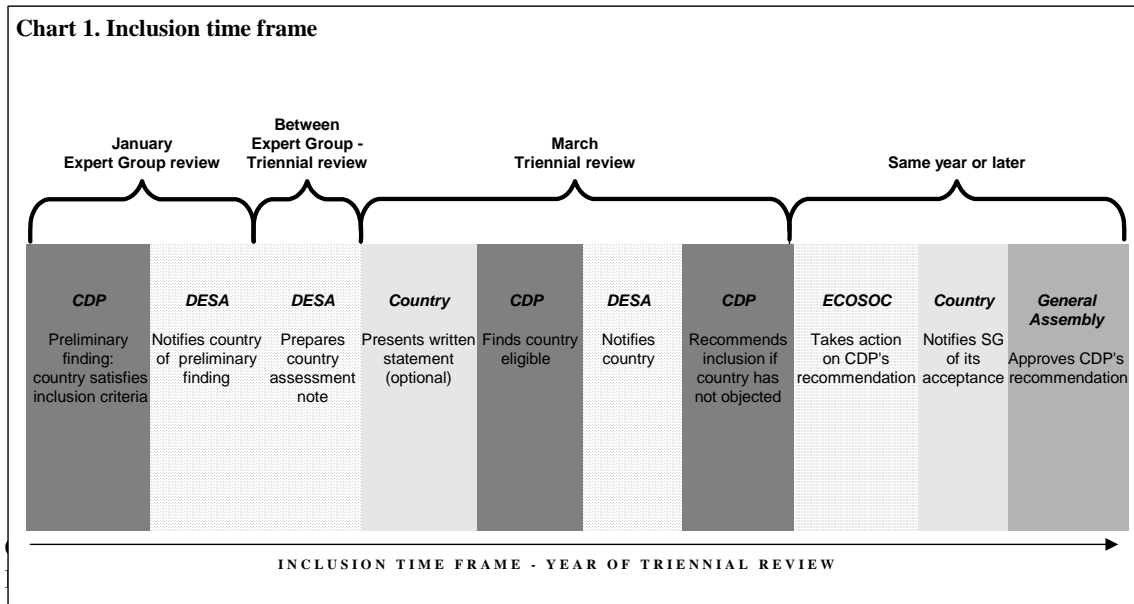 Chart 1. Inclusion time frame
January
Expert Group review
Between
Expert Group -
Triennial review
March
Triennial review
Same year or later
CDP
Preliminary
finding:
country satisfies
inclusion criteria
DESA
Notifies country
of preliminary
finding
DESA
Prepares
country
assessment
note
Country
Presents written
statement
(optional)
CDP
Finds country
eligible
DESA
Notifies
country
CDP
Recommends
inclusion if
country has
not objected
ECOSOC
Takes action
on CDP's
recommendation
Country
Notifies SG
of its
acceptance
General
Assembly
Approves CDP's
recommendation
INCLUSION TIME FRAME - YEAR OF TRIENNIAL REVIEW